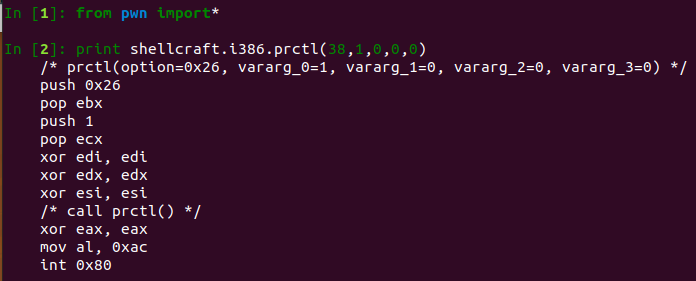 In [1]: from pwn import*
In [2]: print shellcraft.i386.prctl(38,1,0,0,0)
/* prctl(option=0x26, vararg_0=1, vararg_1=0, vararg_2=0, vararg_3=0) */
push 0x26
pop ebx
push 1
pop ecx
xor edi, edi
xor edx, edx
xor esi, esi
/* call prctl() */
xor eax, eax
mov al, 0xac
int 0x80